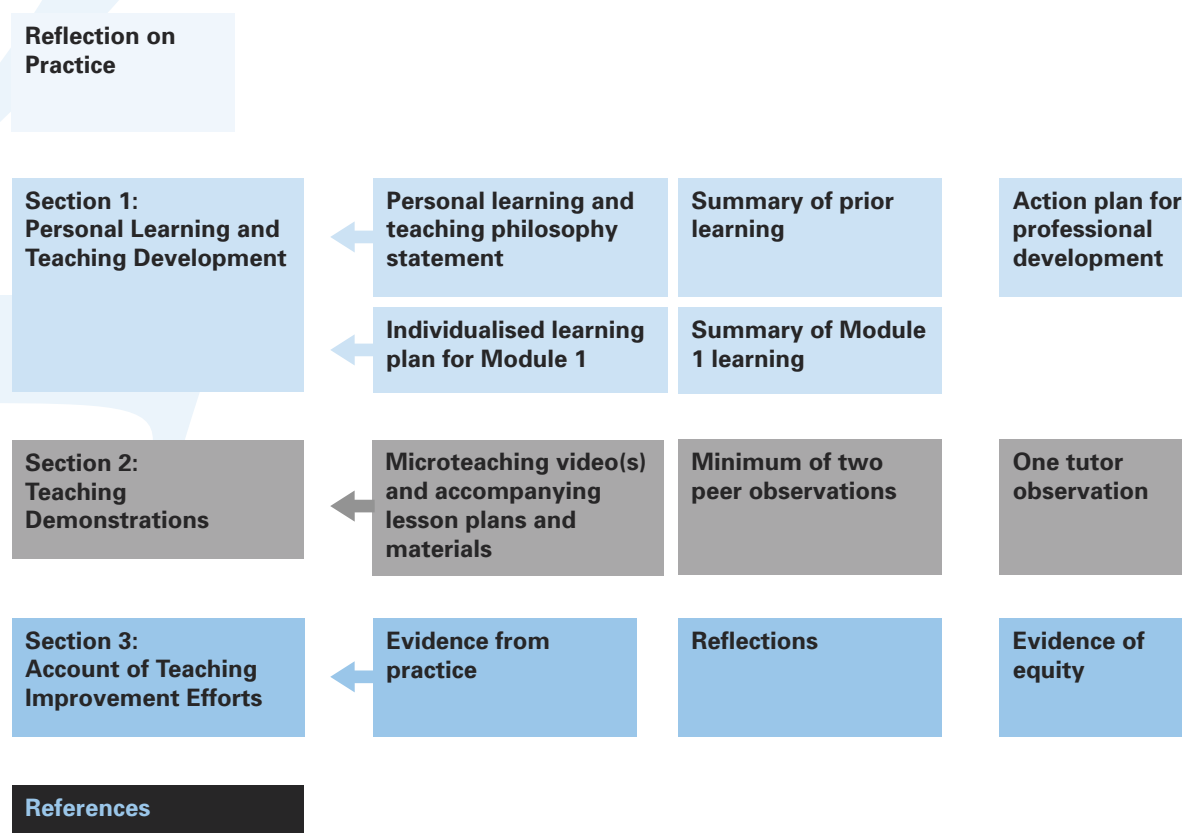 Reflection on
Practice
Section 1:
Personal Learning and
Teaching Development
Personal learning and
teaching philosophy
statement
Summary of prior
learning
Action plan for
professional
development
Individualised learning
plan for Module 1
Summary of Module
1 learning
Section 2:
Teaching
Demonstrations
Microteaching video(s)
and accompanying
lesson plans and
materials
Minimum of two
peer observations
One tutor
observation
Section 3:
Account of Teaching
Improvement Efforts
Evidence from
practice
Reflections
Evidence of
equity
References